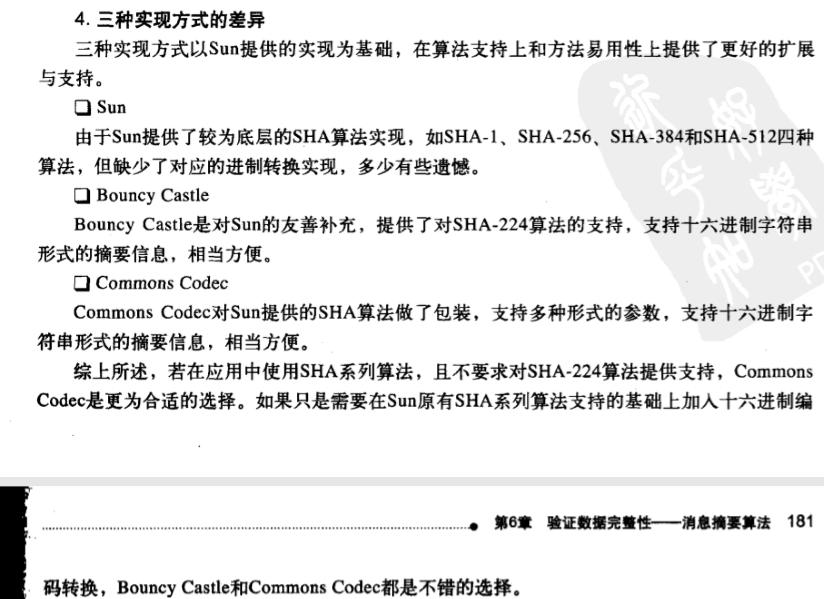 4. 三种实现方式的差异
三种实现方式以Sun提供的实现为基础，在算法支持上和方法易用性上提供了更好的扩展
与支持。
❑ Sun
由于Sun提供了较为底层的SHA算法实现，如SHA-1、SHA-256、SHA-384和SHA-512四种
算法，但缺少了对应的进制转换实现，多少有些遗憾。
❑ Bouncy Castle
Bouncy Castle是对Sun的友善补充，提供了对SHA-224算法的支持，支持十六进制字符串
形式的摘要信息，相当方便。
❑ Commons Codec
Commons Codec对Sun提供的SHA算法做了包装，支持多种形式的参数，支持十六进制字
符串形式的摘要信息，相当方便。
综上所述，若在应用中使用SHA系列算法，且不要求对SHA-224算法提供支持，Commons
Codec是更为合适的选择。如果只是需要在Sun原有SHA系列算法支持的基础上加入十六进制编
第6章 验证数据完整性——消息摘要算法 181
码转换，Bouncy Castle和Commons Codec都是不错的选择。